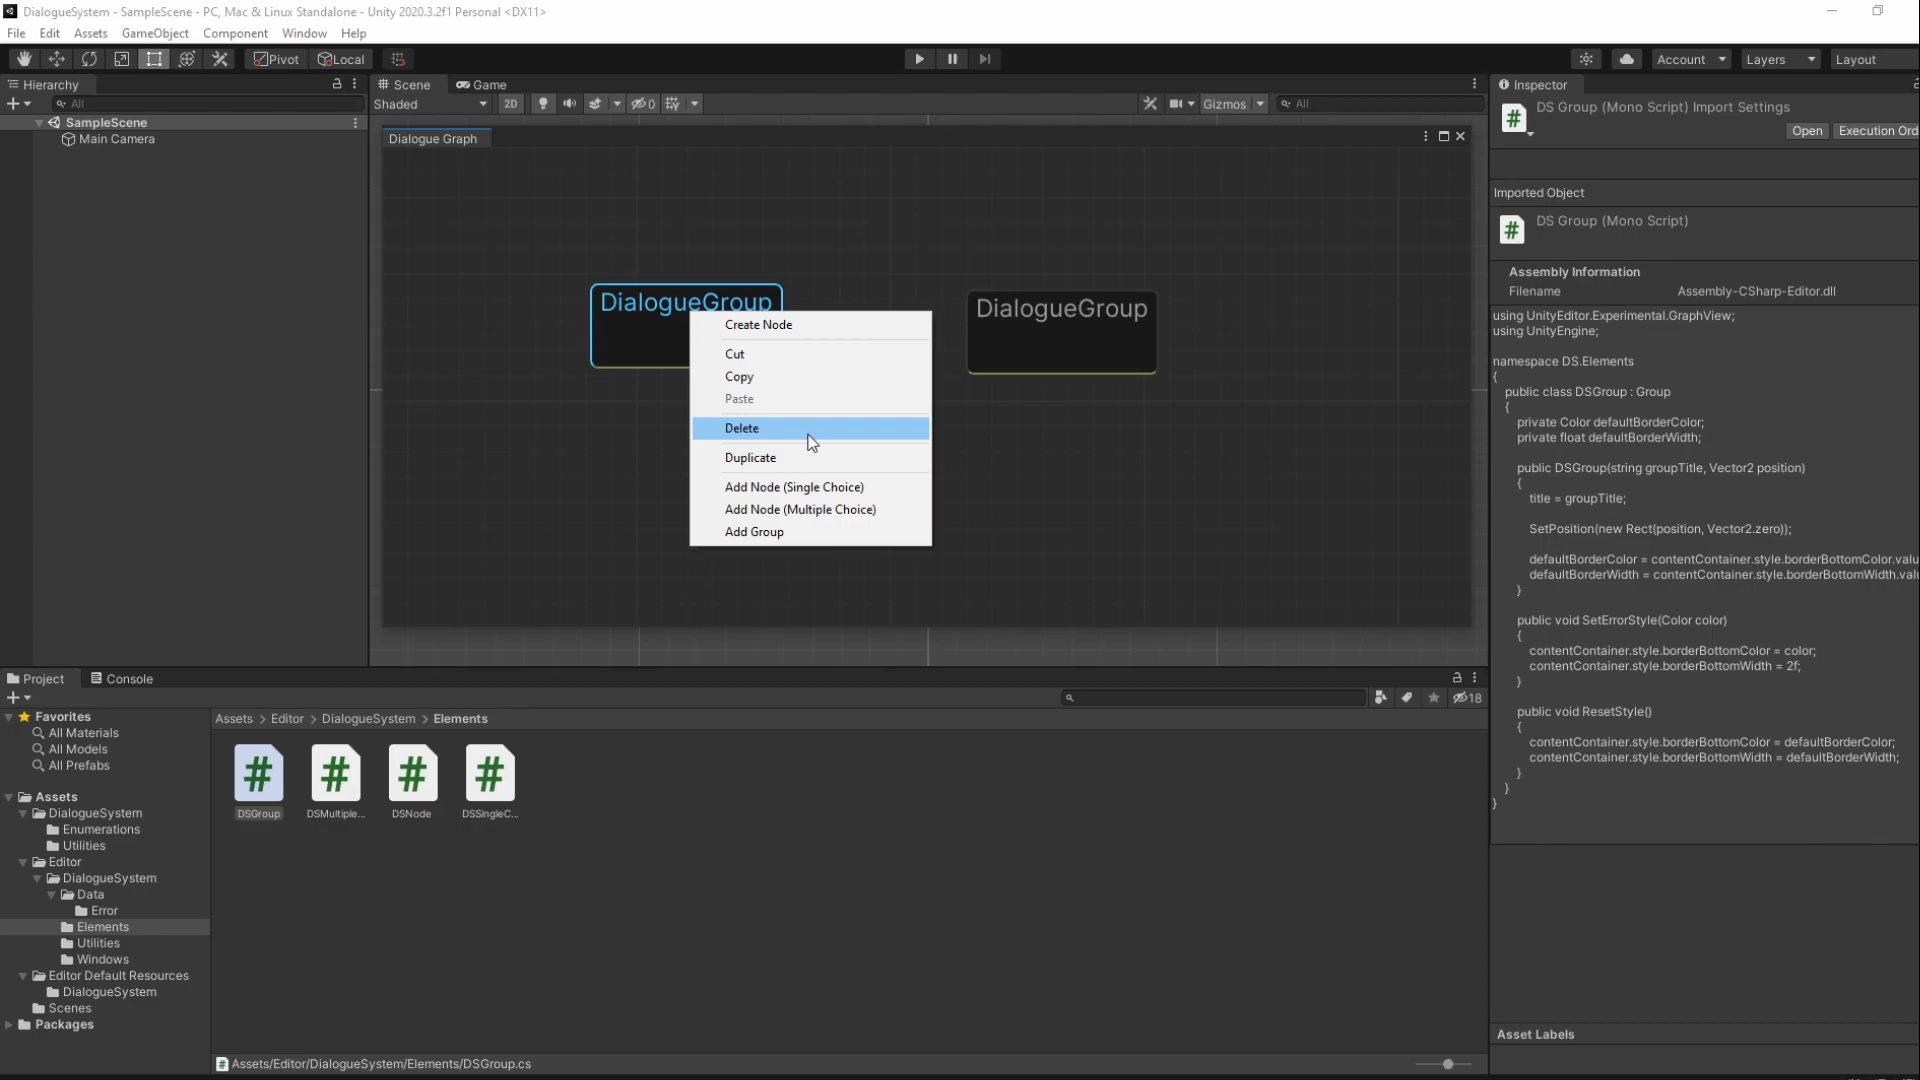 DialogueSystem - SampleScene - PC, Mac & Linux Standalone - Unity 2020.3.2f1 Personal <DX11>
File Edit Assets GameObject Component Window Help
Pivot Local Account Layers Layout
Hierarchy
All
SampleScene
Main Camera
Scene Game
Shaded 2D 0 Gizmos All
Dialogue Graph
DialogueGroup
DialogueGroup
Create Node
Cut
Copy
Paste
Delete
Duplicate
Add Node (Single Choice)
Add Node (Multiple Choice)
Add Group
Inspector
DS Group (Mono Script) Import Settings
Open Execution Ord
Imported Object
DS Group (Mono Script)
Assembly Information
Filename Assembly-CSharp-Editor.dll
using UnityEditor.Experimental.GraphView;
using UnityEngine;
namespace DS.Elements
{
public class DSGroup : Group
{
private Color defaultBorderColor;
private float defaultBorderWidth;
public DSGroup(string groupTitle, Vector2 position)
{
title = groupTitle;
SetPosition(new Rect(position, Vector2.zero));
defaultBorderColor = contentContainer.style.borderBottomColor.valu
defaultBorderWidth = contentContainer.style.borderBottomWidth.valu
}
public void SetErrorStyle(Color color)
{
contentContainer.style.borderBottomColor = color;
contentContainer.style.borderBottomWidth = 2f;
}
public void ResetStyle()
{
contentContainer.style.borderBottomColor = defaultBorderColor;
contentContainer.style.borderBottomWidth = defaultBorderWidth;
}
}
}
Asset Labels
Project Console
18
Favorites
All Materials
All Models
All Prefabs
Assets
DialogueSystem
Enumerations
Utilities
Editor
DialogueSystem
Data
Error
Elements
Utilities
Windows
Editor Default Resources
DialogueSystem
Scenes
Packages
Assets > Editor > DialogueSystem > Elements
DSGroup DSMultiple... DSNode DSSingleC...
Assets/Editor/DialogueSystem/Elements/DSGroup.cs